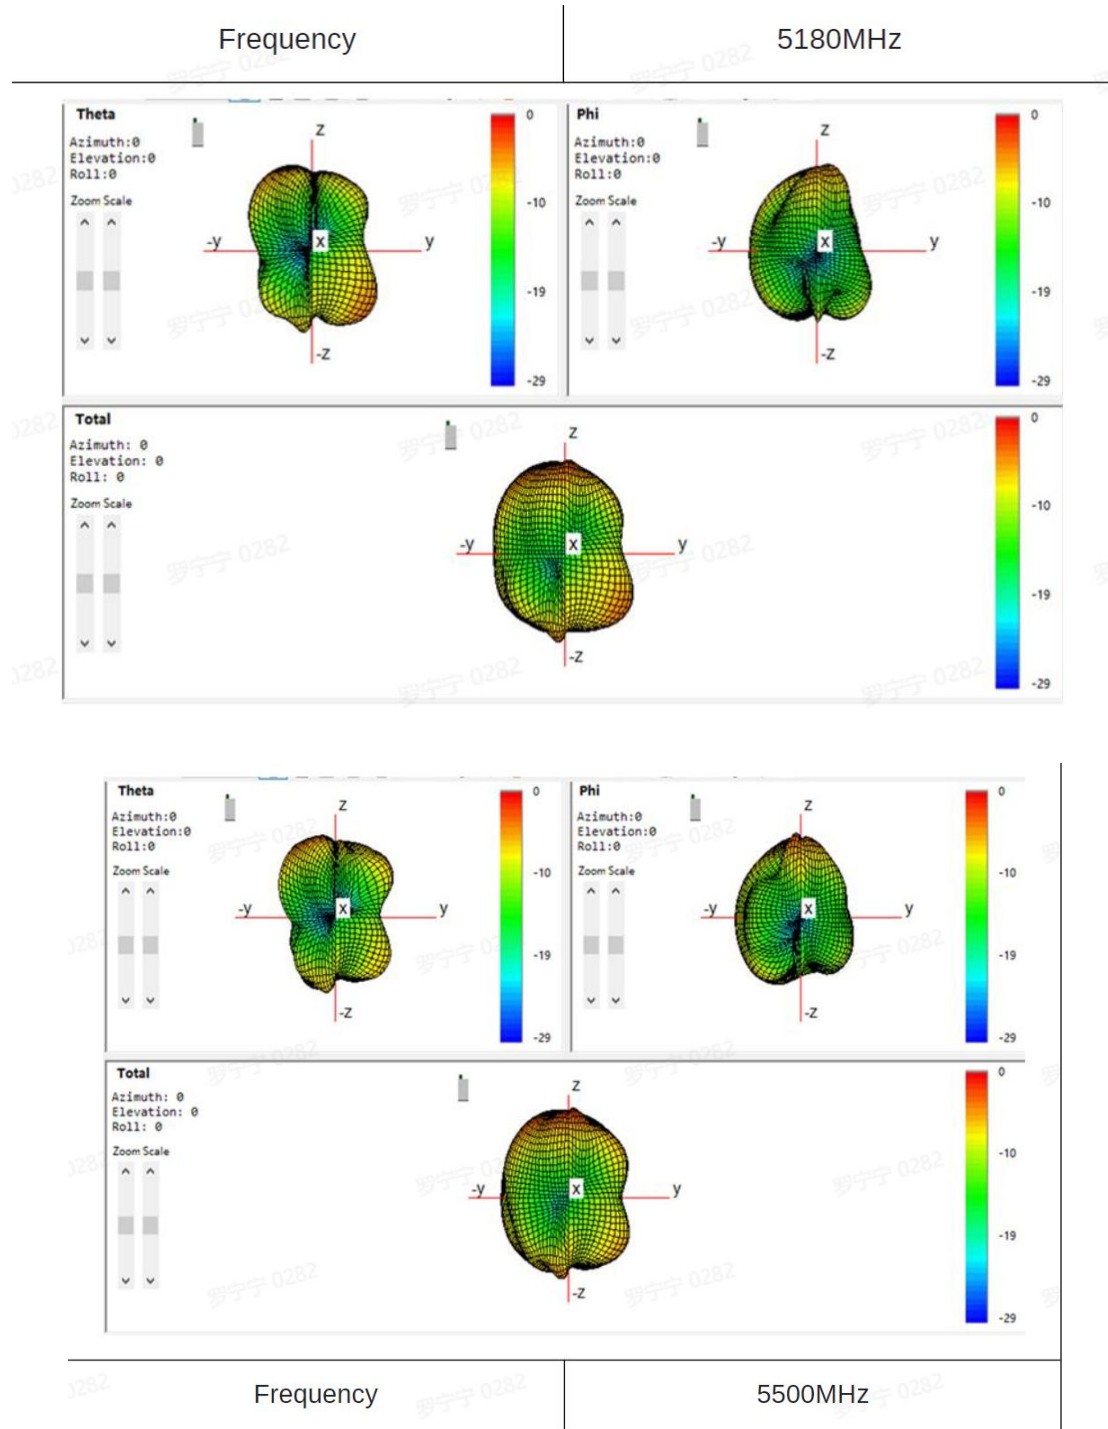 Frequency 5180MHz
Theta
Azimuth:0
Elevation:0
Roll:0
Zoom Scale
z
-y
x
y
-z
0
-10
-19
-29
Phi
Azimuth:0
Elevation:0
Roll:0
Zoom Scale
z
-y
x
y
-z
0
-10
-19
-29
Total
Azimuth: 0
Elevation: 0
Roll: 0
Zoom Scale
z
-y
x
y
-z
0
-10
-19
-29
Theta
Azimuth:0
Elevation:0
Roll:0
Zoom Scale
z
-y
x
y
-z
0
-10
-19
-29
Phi
Azimuth:0
Elevation:0
Roll:0
Zoom Scale
z
-y
x
y
-z
0
-10
-19
-29
Total
Azimuth: 0
Elevation: 0
Roll: 0
Zoom Scale
z
-y
x
y
-z
0
-10
-19
-29
Frequency 5500MHz
罗宁宁 0282